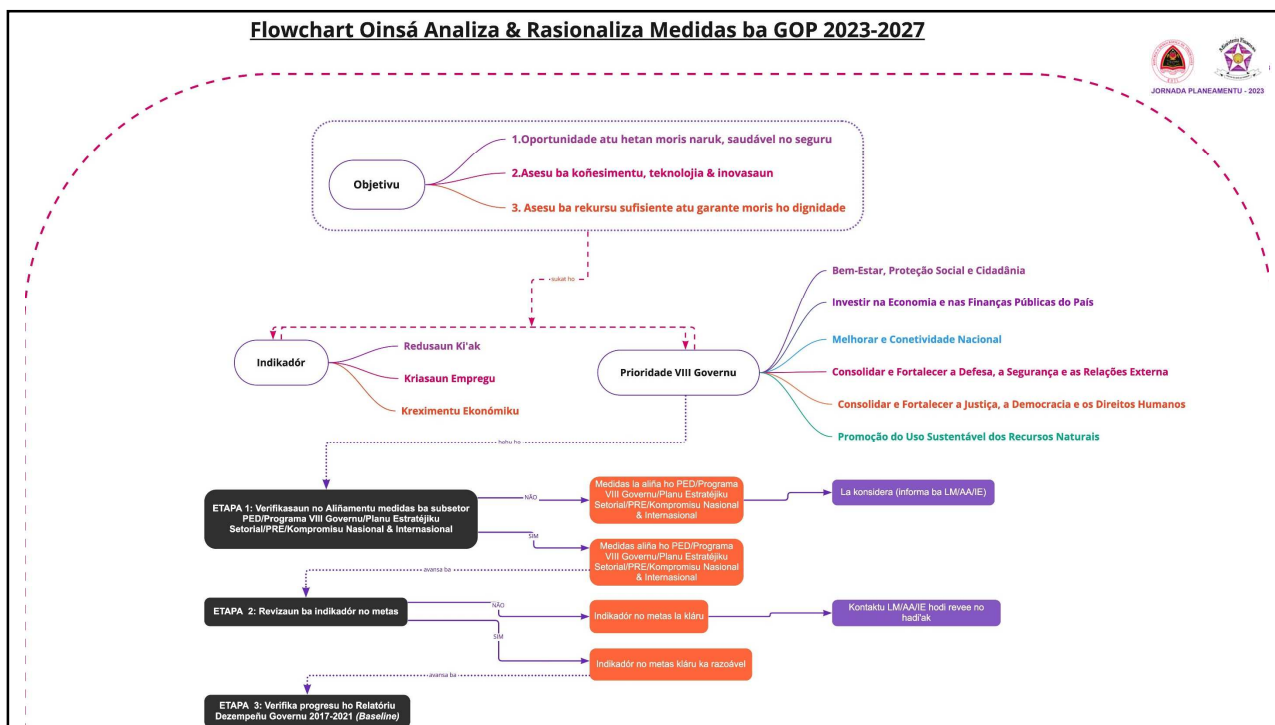 Flowchart Oinsá Analiza & Rasionaliza Medidas ba GOP 2023-2027
JORNADA PLANEAMENTU - 2023
Objetivu
1.Oportunidade atu hetan moris naruk, saudável no seguru
2.Asesu ba koñesimentu, teknolojia & inovasaun
3. Asesu ba rekursu sufisiente atu garante moris ho dignidade
sukat ho
Indikadór
Redusaun Ki'ak
Kriasaun Empregu
Kreximentu Ekonómiku
Prioridade VIII Governu
Bem-Estar, Proteção Social e Cidadânia
Investir na Economia e nas Finanças Públicas do País
Melhorar e Conetividade Nacional
Consolidar e Fortalecer a Defesa, a Segurança e as Relações Externa
Consolidar e Fortalecer a Justiça, a Democracia e os Direitos Humanos
Promoção do Uso Sustentável dos Recursos Naturais
hahu ho
ETAPA 1: Verifikasaun no Aliñamentu medidas ba subsetor
PED/Programa VIII Governu/Planu Estratéjiku
Setorial/PRE/Kompromisu Nasional & Internasional
NÃO
Medidas la aliña ho PED/Programa
VIII Governu/Planu Estratéjiku
Setorial/PRE/Kompromisu Nasional
& Internasional
La konsidera (informa ba LM/AA/IE)
SIM
Medidas aliña ho PED/Programa
VIII Governu/Planu Estratéjiku
Setorial/PRE/Kompromisu Nasional
& Internasional
avansa ba
ETAPA 2: Revizaun ba indikadór no metas
NÃO
Indikadór no metas la kláru
Kontaktu LM/AA/IE hodi revee no
hadi'ak
SIM
Indikadór no metas kláru ka razoável
avansa ba
ETAPA 3: Verifika progresu ho Relatóriu
Dezempeñu Governu 2017-2021 (Baseline)